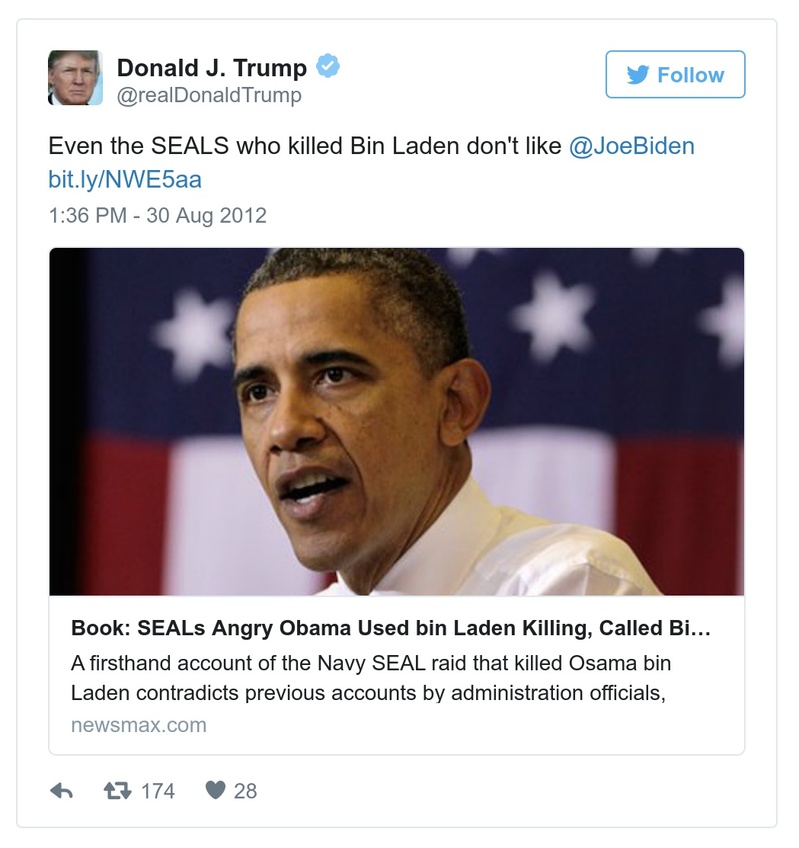 Donald J. Trump
@realDonaldTrump
Follow
Even the SEALS who killed Bin Laden don't like @JoeBiden
bit.ly/NWE5aa
1:36 PM - 30 Aug 2012
Book: SEALs Angry Obama Used bin Laden Killing, Called Bi…
A firsthand account of the Navy SEAL raid that killed Osama bin
Laden contradicts previous accounts by administration officials,
newsmax.com
174 28